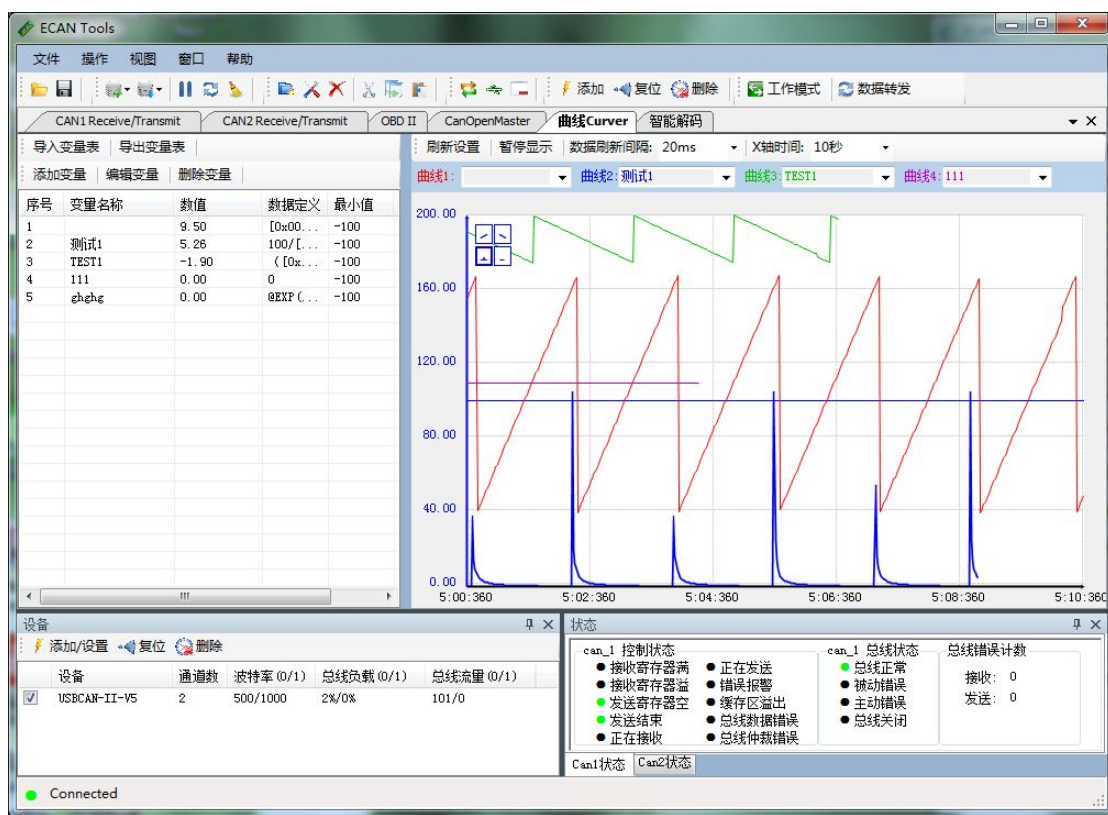 ECAN Tools
文件 操作 视图 窗口 帮助
添加 复位 删除 工作模式 数据转发
CAN1 Receive/Transmit CAN2 Receive/Transmit OBD II CanOpenMaster 曲线Curver 智能解码
导入变量表 导出变量表
刷新设置 暂停显示 数据刷新间隔: 20ms X轴时间: 10秒
添加变量 编辑变量 删除变量
曲线1: 曲线2: 测试1 曲线3: TEST1 曲线4: 111
序号 变量名称 数值 数据定义 最小值
1 9.50 [0x00... -100
2 测试1 5.26 100/[... -100
3 TEST1 -1.90 ([0x... -100
4 111 0.00 0 -100
5 ghghg 0.00 @EXP(... -100
200.00
160.00
120.00
80.00
40.00
0.00
5:00:360 5:02:360 5:04:360 5:06:360 5:08:360 5:10:360
设备
添加/设置 复位 删除
设备 通道数 波特率(0/1) 总线负载(0/1) 总线流量(0/1)
USBCAN-II-V5 2 500/1000 2%/0% 101/0
状态
can_1 控制状态 can_1 总线状态 总线错误计数
接收寄存器满 正在发送 总线正常 接收: 0
接收寄存器溢 错误报警 被动错误
发送寄存器空 缓存区溢出 主动错误 发送: 0
发送结束 总线数据错误 总线关闭
正在接收 总线仲裁错误
Can1状态 Can2状态
Connected